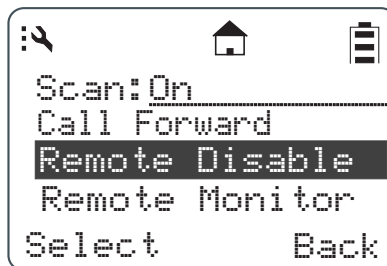 Scan:On
Call Forward
Remote Disable
Remote Monitor
Select Back